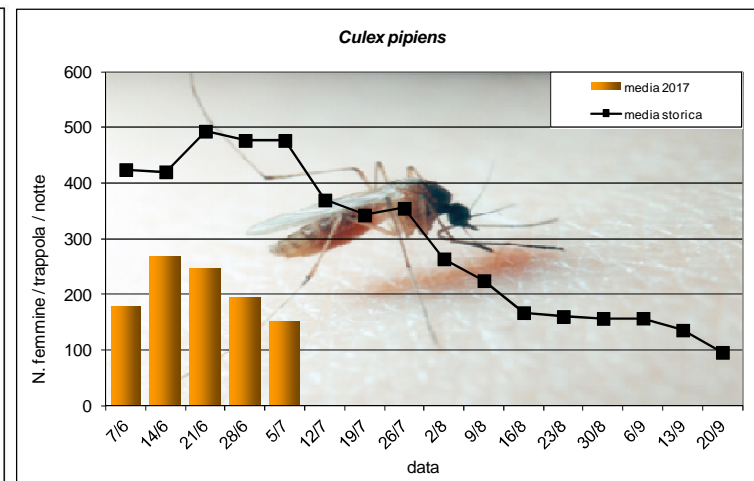 Culex pipiens
media 2017
media storica
N. femmine / trappola / notte
600
500
400
300
200
100
0
7/6 14/6 21/6 28/6 5/7 12/7 19/7 26/7 2/8 9/8 16/8 23/8 30/8 6/9 13/9 20/9
data